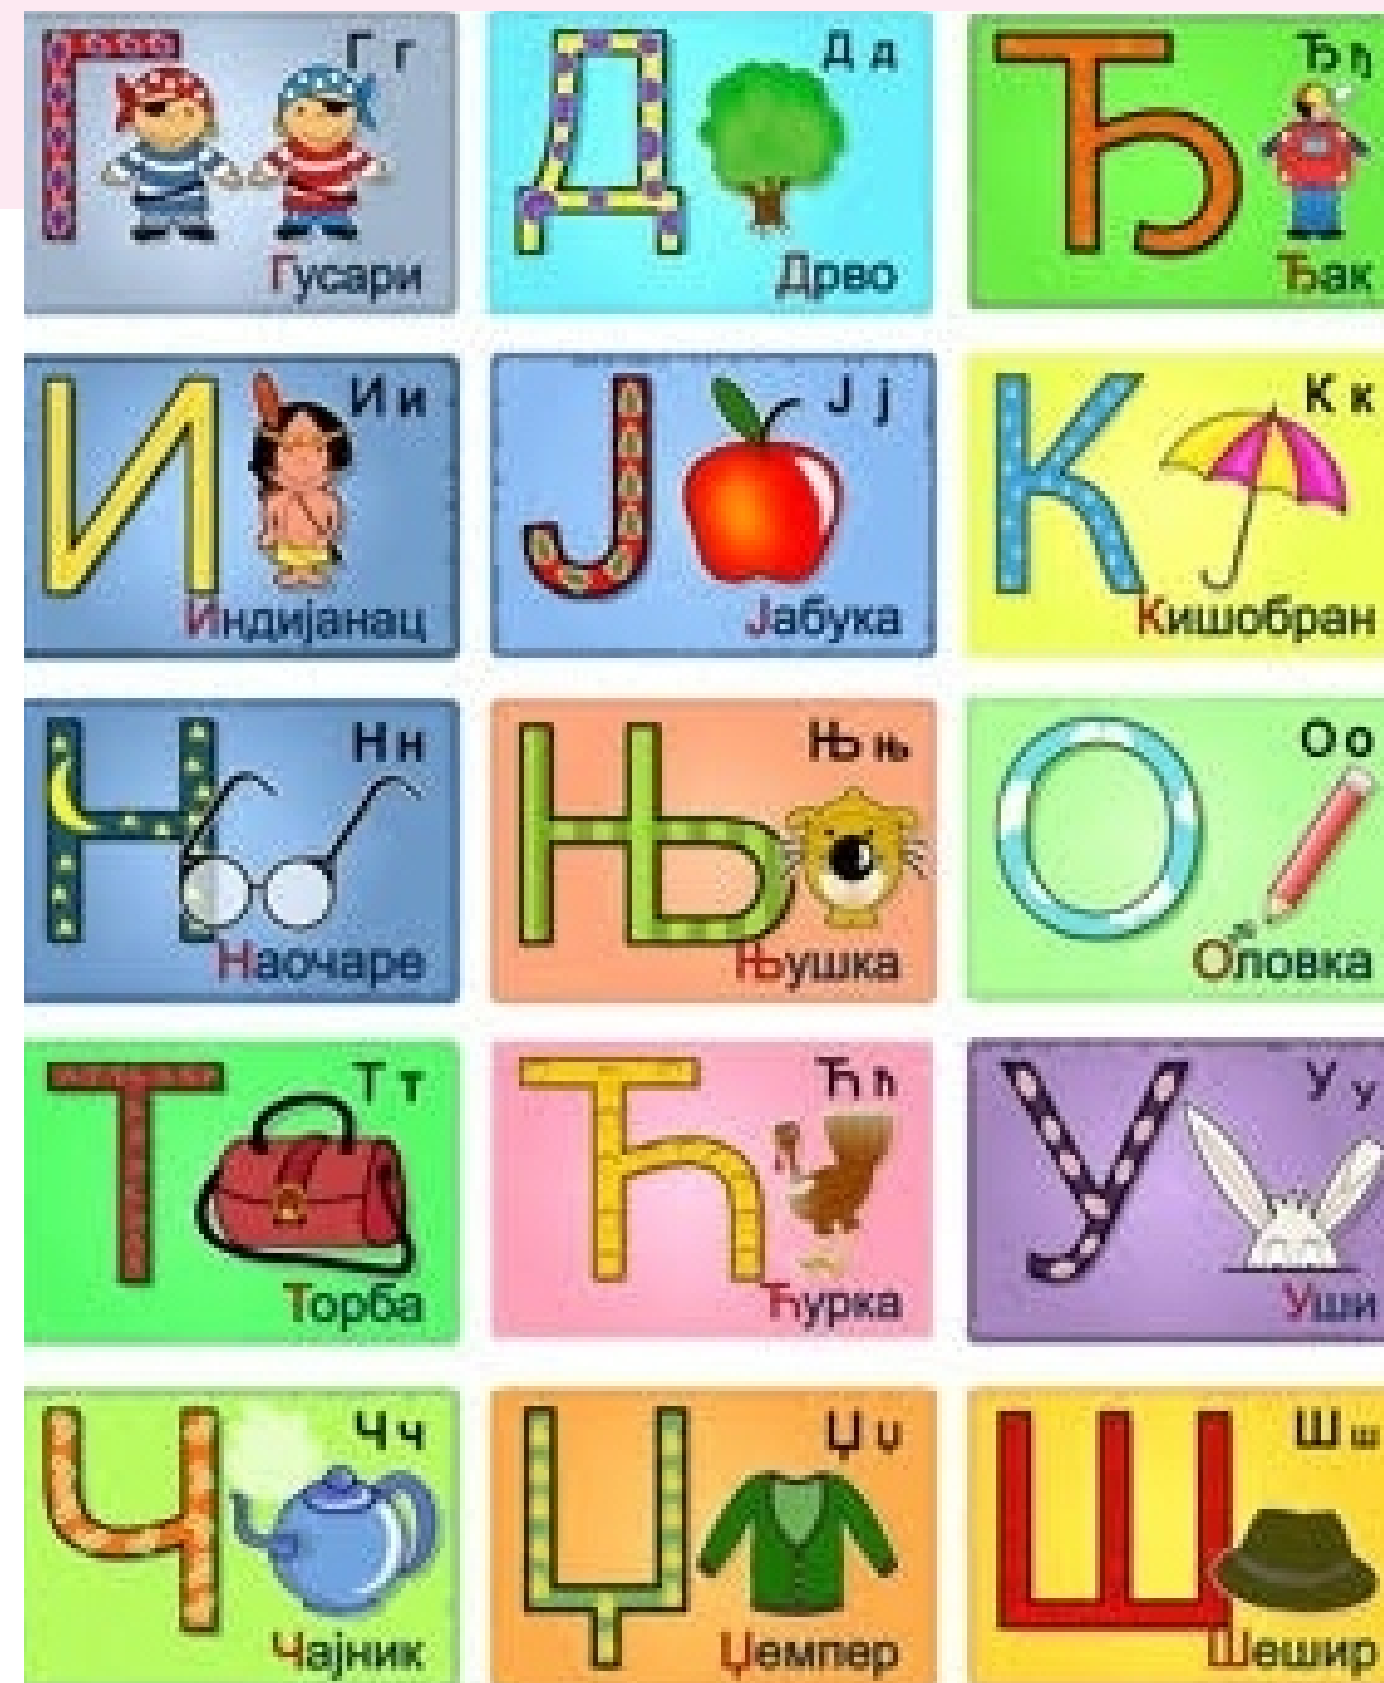 Г г
Гусари
Д д
Дрво
Ђ ђ
Ђак
И и
Индијанац
Ј ј
Јабука
К к
Кишобран
Н н
Наочаре
Њ њ
Њушка
О о
Оловка
Т т
Торба
Ћ ћ
Ћурка
У у
Уши
Ч ч
Чајник
Џ џ
Џемпер
Ш ш
Шешир